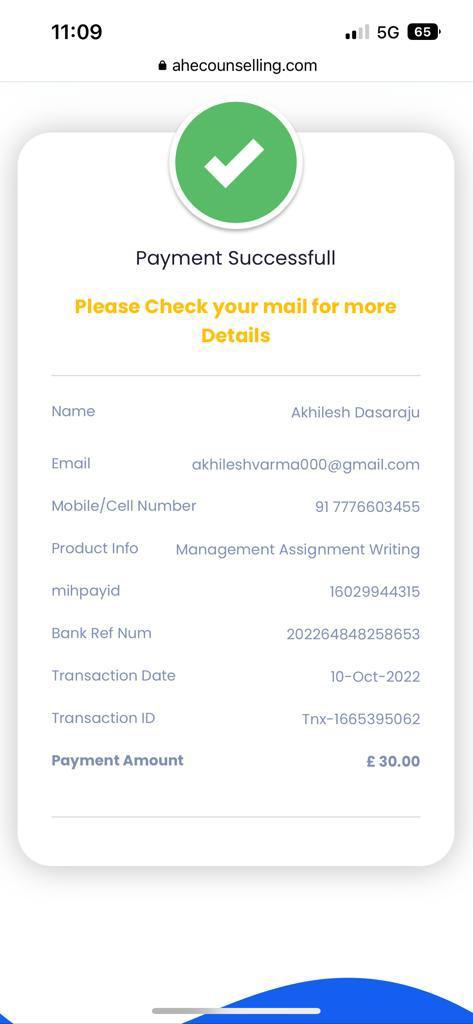 11:09 5G 65
ahecounselling.com
Payment Successfull
Please Check your mail for more
Details
Name Akhilesh Dasaraju
Email akhileshvarma000@gmail.com
Mobile/Cell Number 91 7776603455
Product Info Management Assignment Writing
mihpayid 16029944315
Bank Ref Num 202264848258653
Transaction Date 10-Oct-2022
Transaction ID Tnx-1665395062
Payment Amount £ 30.00